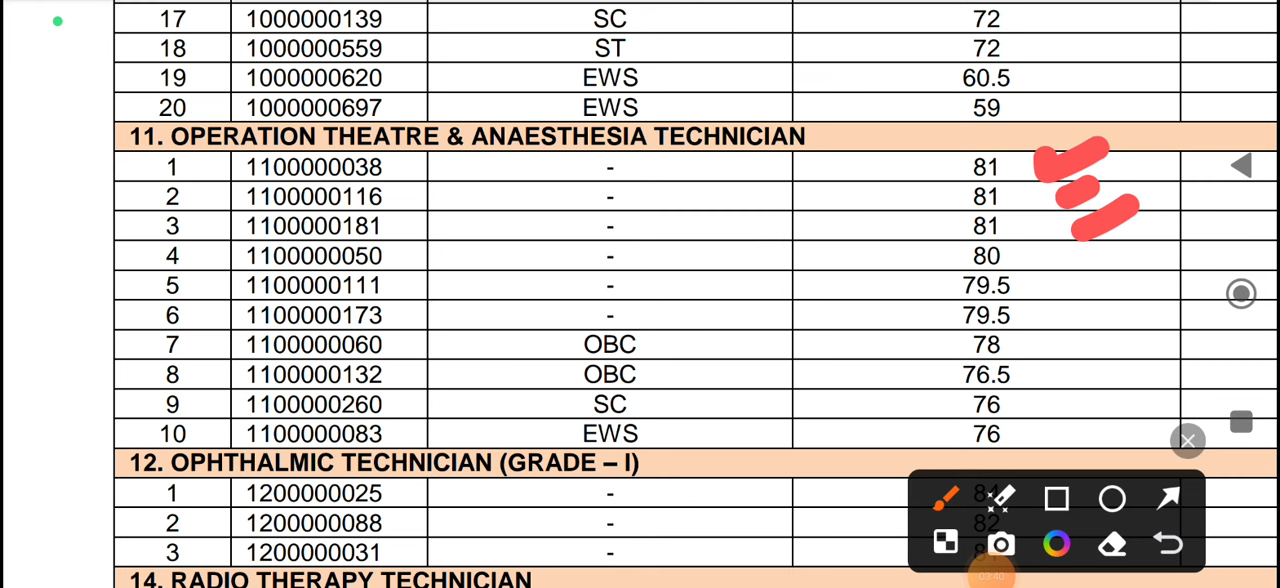 17 1000000139 SC 72
18 1000000559 ST 72
19 1000000620 EWS 60.5
20 1000000697 EWS 59
11. OPERATION THEATRE & ANAESTHESIA TECHNICIAN
1 1100000038 - 81
2 1100000116 - 81
3 1100000181 - 81
4 1100000050 - 80
5 1100000111 - 79.5
6 1100000173 - 79.5
7 1100000060 OBC 78
8 1100000132 OBC 76.5
9 1100000260 SC 76
10 1100000083 EWS 76
12. OPHTHALMIC TECHNICIAN (GRADE – I)
1 1200000025 -
2 1200000088 - 82
3 1200000031 -
14. RADIO THERAPY TECHNICIAN
03:40